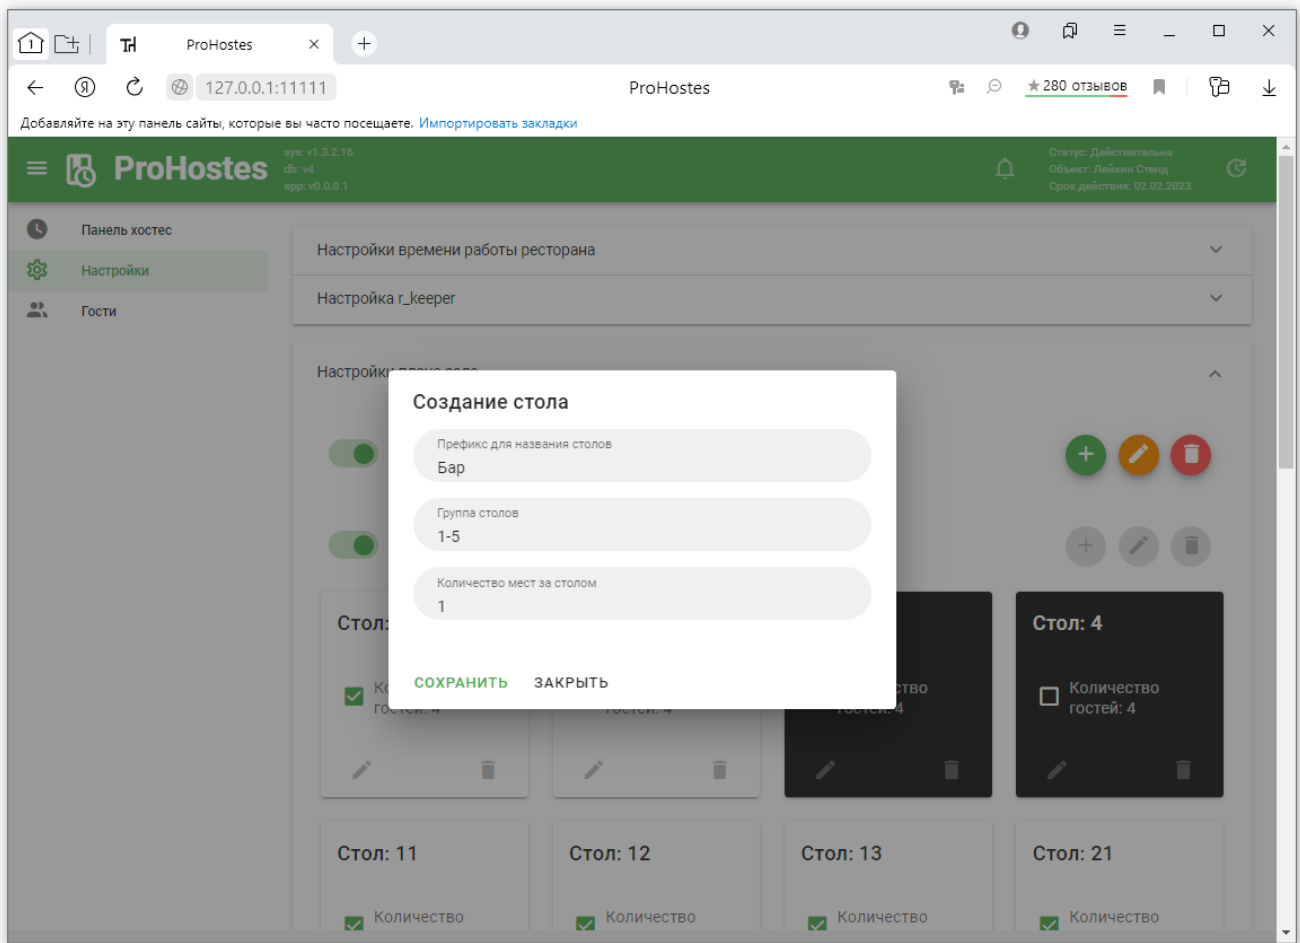 1
ProHostes
Я
127.0.0.1:11111
ProHostes
★280 отзывов
Добавляйте на эту панель сайты, которые вы часто посещаете. Импортировать закладки
ProHostes
sys: v1.3.2.16
db: v4
app: v0.0.0.1
Статус: Действительна
Объект: Лейкин Стенд
Срок действия: 02.02.2023
Панель хостес
Настройки
Гости
Настройки времени работы ресторана
Настройка r_keeper
Настройки
Создание стола
Префикс для названия столов
Бар
Группа столов
1-5
Количество мест за столом
1
СОХРАНИТЬ ЗАКРЫТЬ
Стол:
Стол: 4
Количество
гостей: 4
Стол: 11
Стол: 12
Стол: 13
Стол: 21
Количество
Количество
Количество
Количество